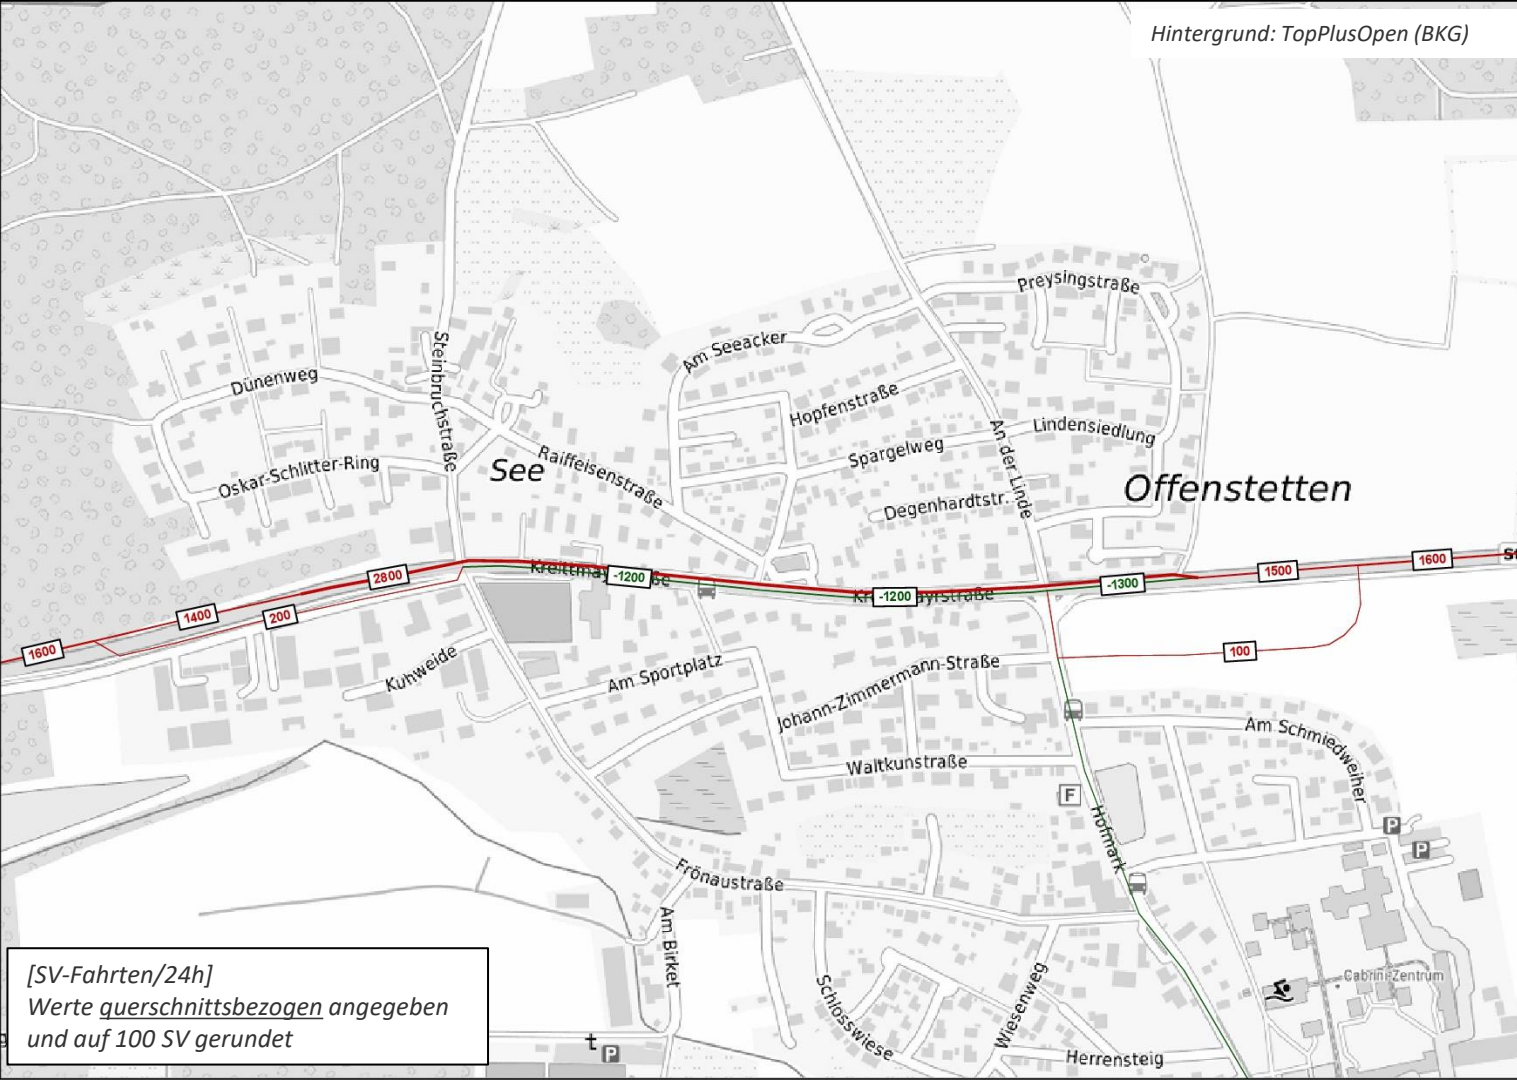 Hintergrund: TopPlusOpen (BKG)
Preysingstraße
Am Seeacker
Steinbruchstraße
Dünenweg
Hopfenstraße
An der Linde
Lindensiedlung
Spargelweg
Raiffeisenstraße
Oskar-Schlitter-Ring
See
Offenstetten
Degenhardtstr.
1600
1400
200
2800
-1200
-1200
-1300
1500
1600
100
Kuhweide
Am Sportplatz
Johann-Zimmermann-Straße
Waltkunstraße
Am Schmiedweiher
F
Hofmark
P
P
Fronaustraße
Am Birket
Schlosswiese
Wiesenweg
Cabrini-Zentrum
Herrensteig
t
P
[SV-Fahrten/24h]
Werte querschnittsbezogen angegeben
und auf 100 SV gerundet